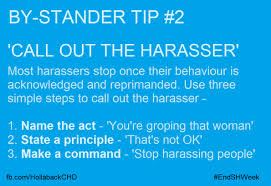 BY-STANDER TIP #2
'CALL OUT THE HARASSER'
Most harassers stop once their behaviour is
acknowledged and reprimanded. Use three
simple steps to call out the harasser -
1. Name the act - 'You're groping that woman'
2. State a principle - 'That's not OK'
3. Make a command - 'Stop harassing people'
fb.com/HollabackCHD
#EndSHWeek